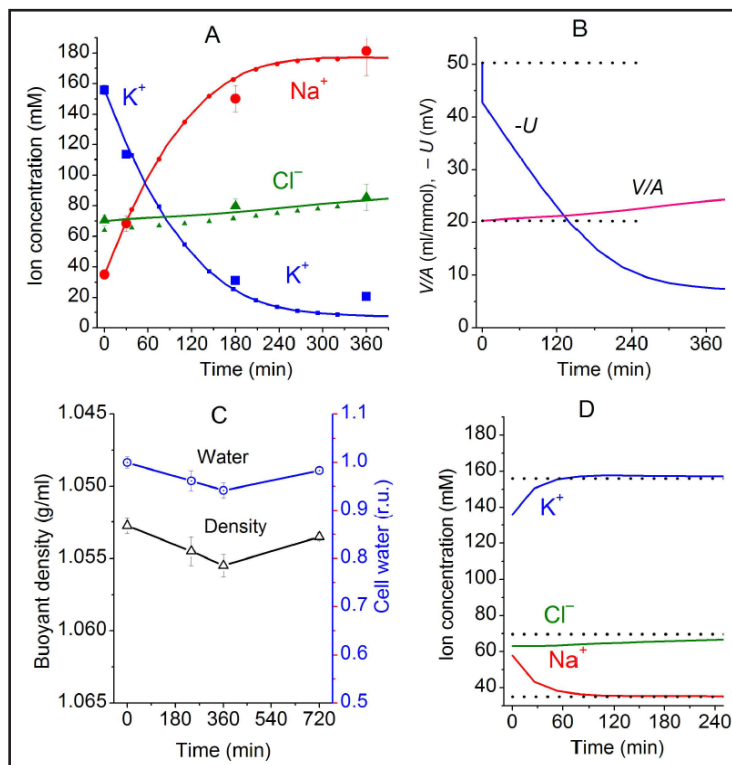 A
Ion concentration (mM)
180
160
140
120
100
80
60
40
20
0
K⁺
Na⁺
Cl⁻
K⁺
0 60 120 180 240 300 360
Time (min)
B
V/A (ml/mmol), – U (mV)
50
40
30
20
10
0
-U
V/A
0 120 240 360
Time (min)
C
Buoyant density (g/ml)
1.045
1.050
1.055
1.060
1.065
Water
Density
1.1
1.0
0.9
0.8
0.7
0.6
0.5
Cell water (r.u.)
0 180 360 540 720
Time (min)
D
Ion concentration (mM)
180
160
140
120
100
80
60
40
K⁺
Cl⁻
Na⁺
0 60 120 180 240
Time (min)